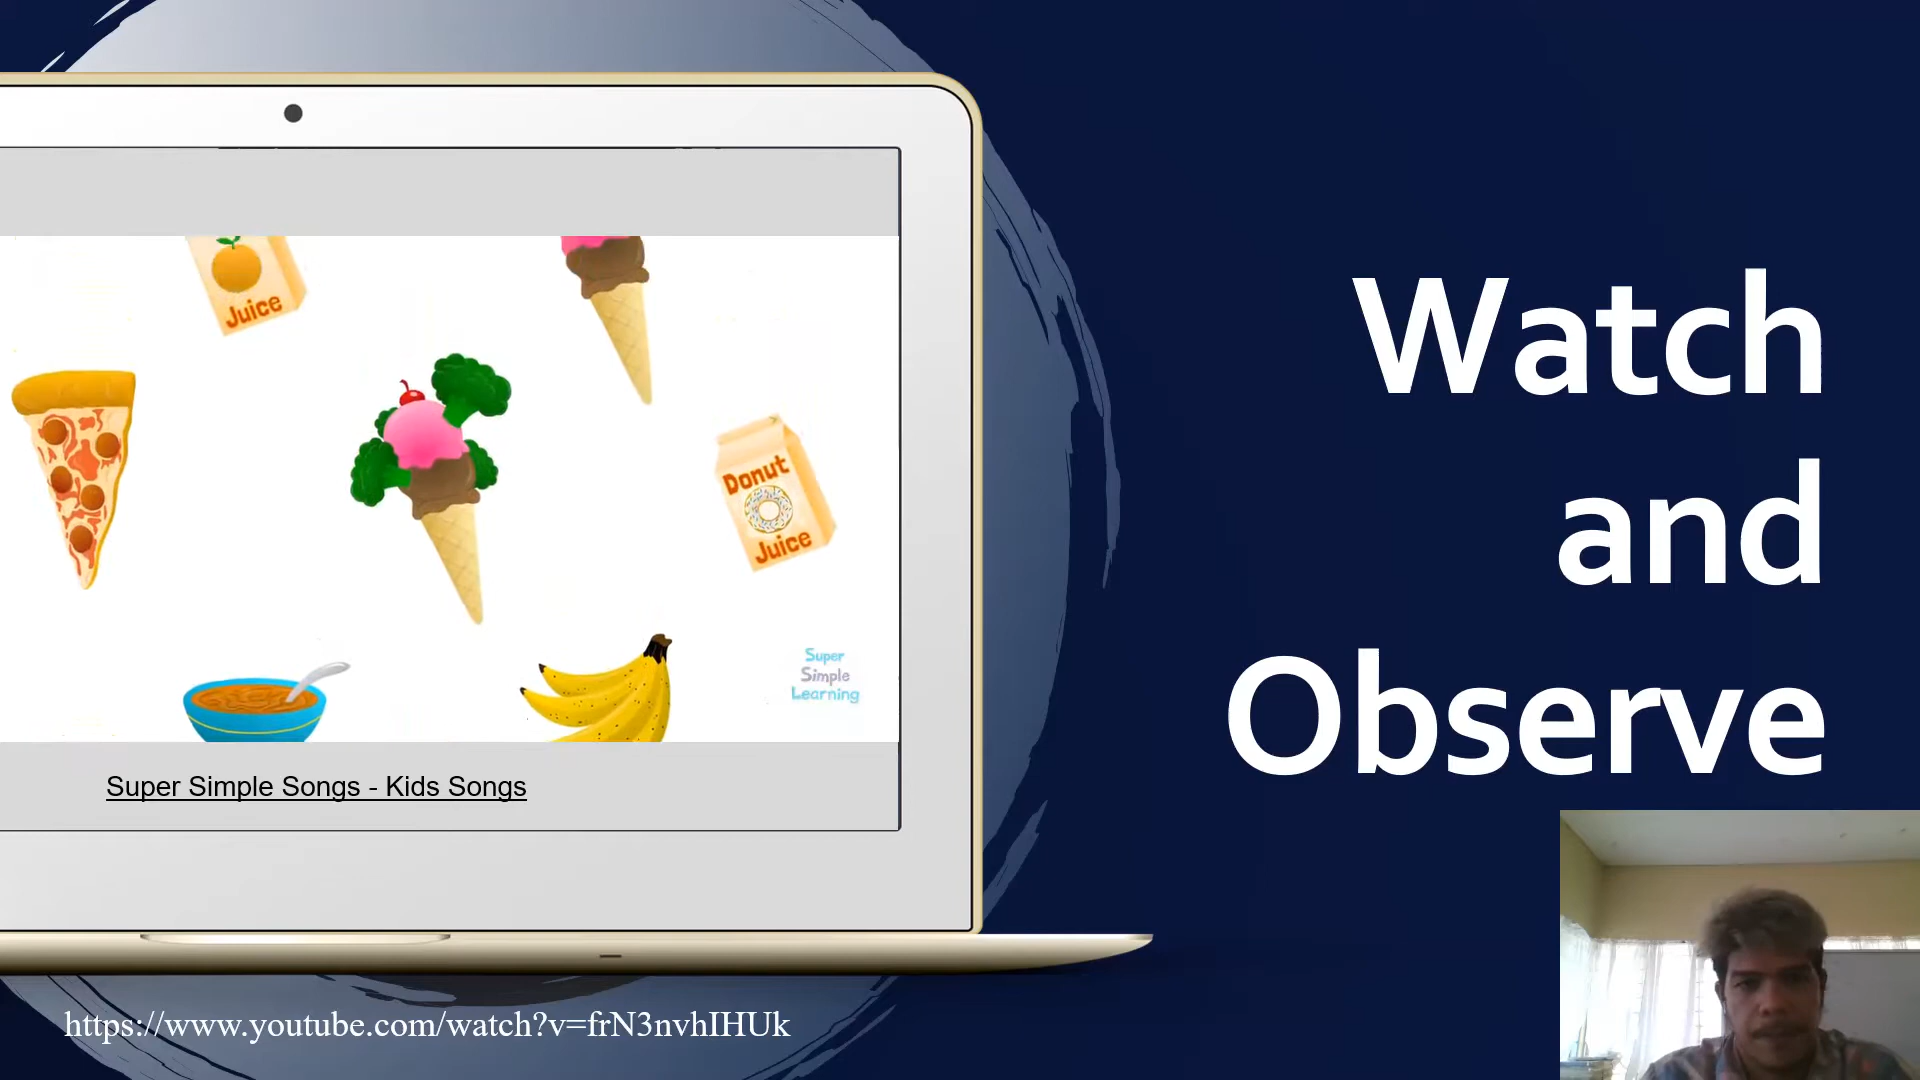 Juice
Donut
Juice
Super
Simple
Learning
Super Simple Songs - Kids Songs
Watch
and
Observe
https://www.youtube.com/watch?v=frN3nvhIHUk